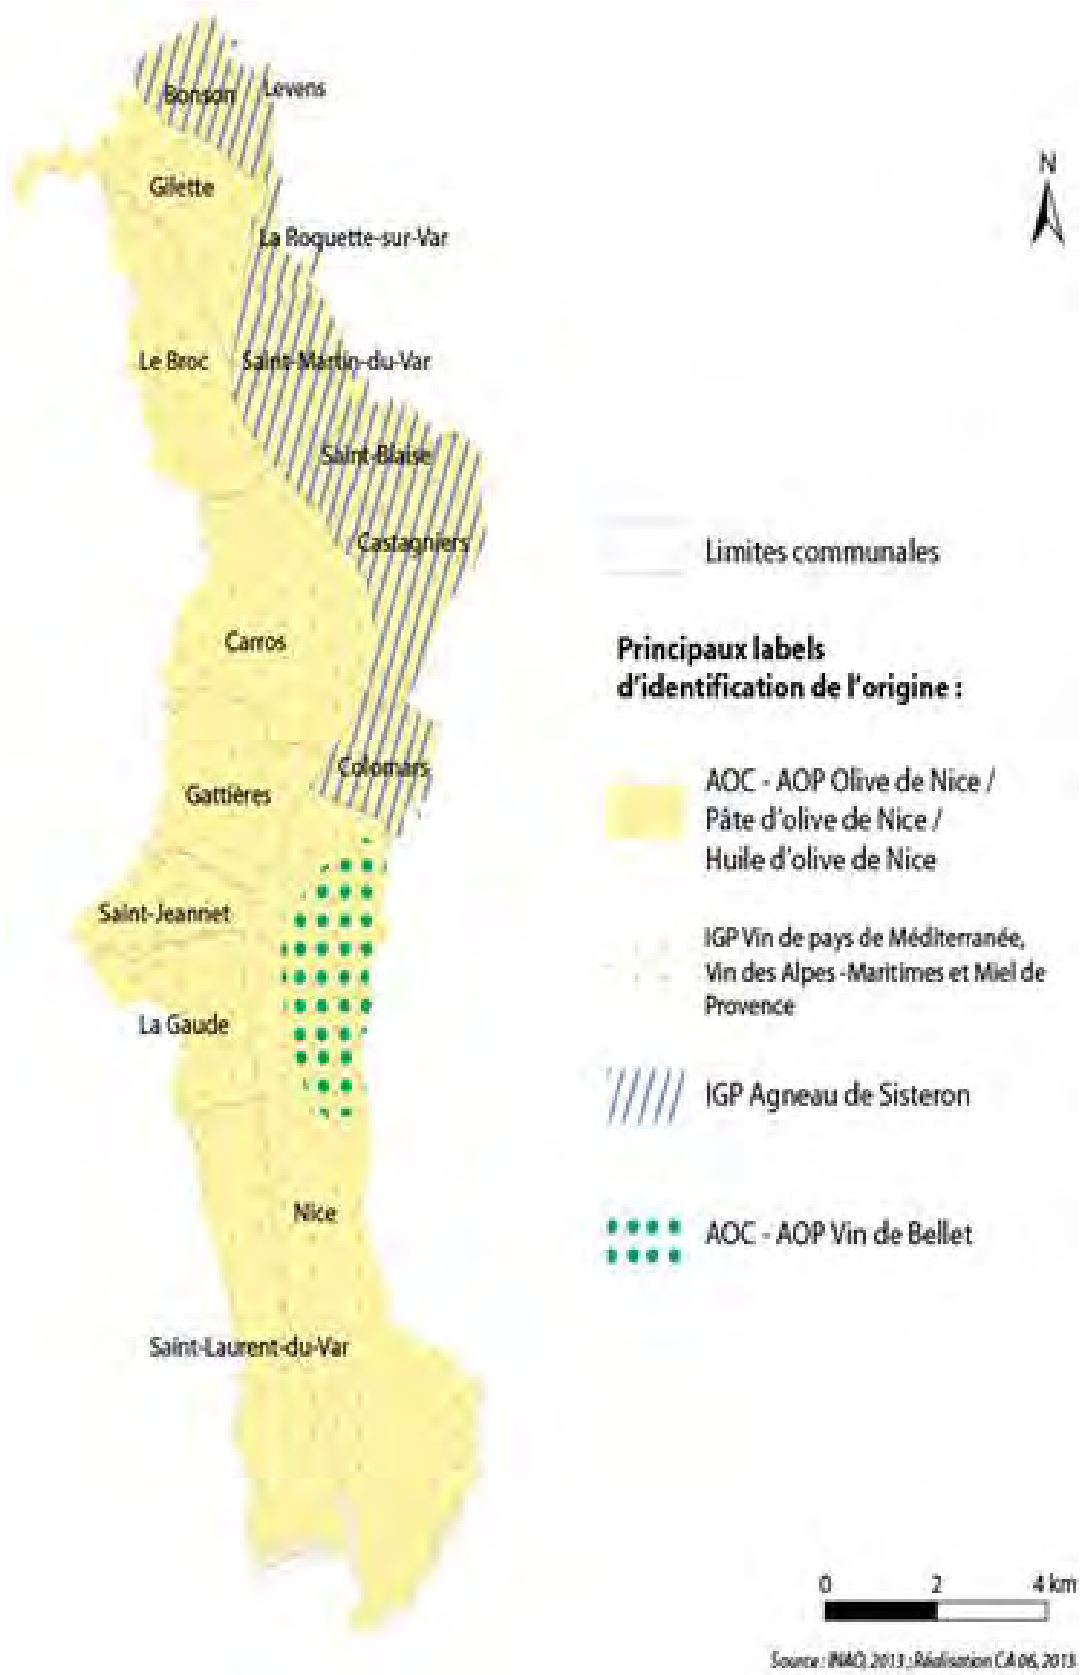 Levens
Bonson
N
Gilette
La Roquette-sur-Var
Le Broc
Saint-Martin-du-Var
Saint-Blaise
Castagniers
Limites communales
Carros
Principaux labels
d'identification de l'origine :
Colomars
Gattières
AOC - AOP Olive de Nice /
Pâte d'olive de Nice /
Huile d'olive de Nice
Saint-Jeannet
IGP Vin de pays de Méditerranée,
Vin des Alpes -Maritimes et Miel de
Provence
La Gaude
IGP Agneau de Sisteron
Nice
AOC - AOP Vin de Bellet
Saint-Laurent-du-Var
0 2 4 km
Source : INAO, 2013 ; Réalisation CA 06, 2013